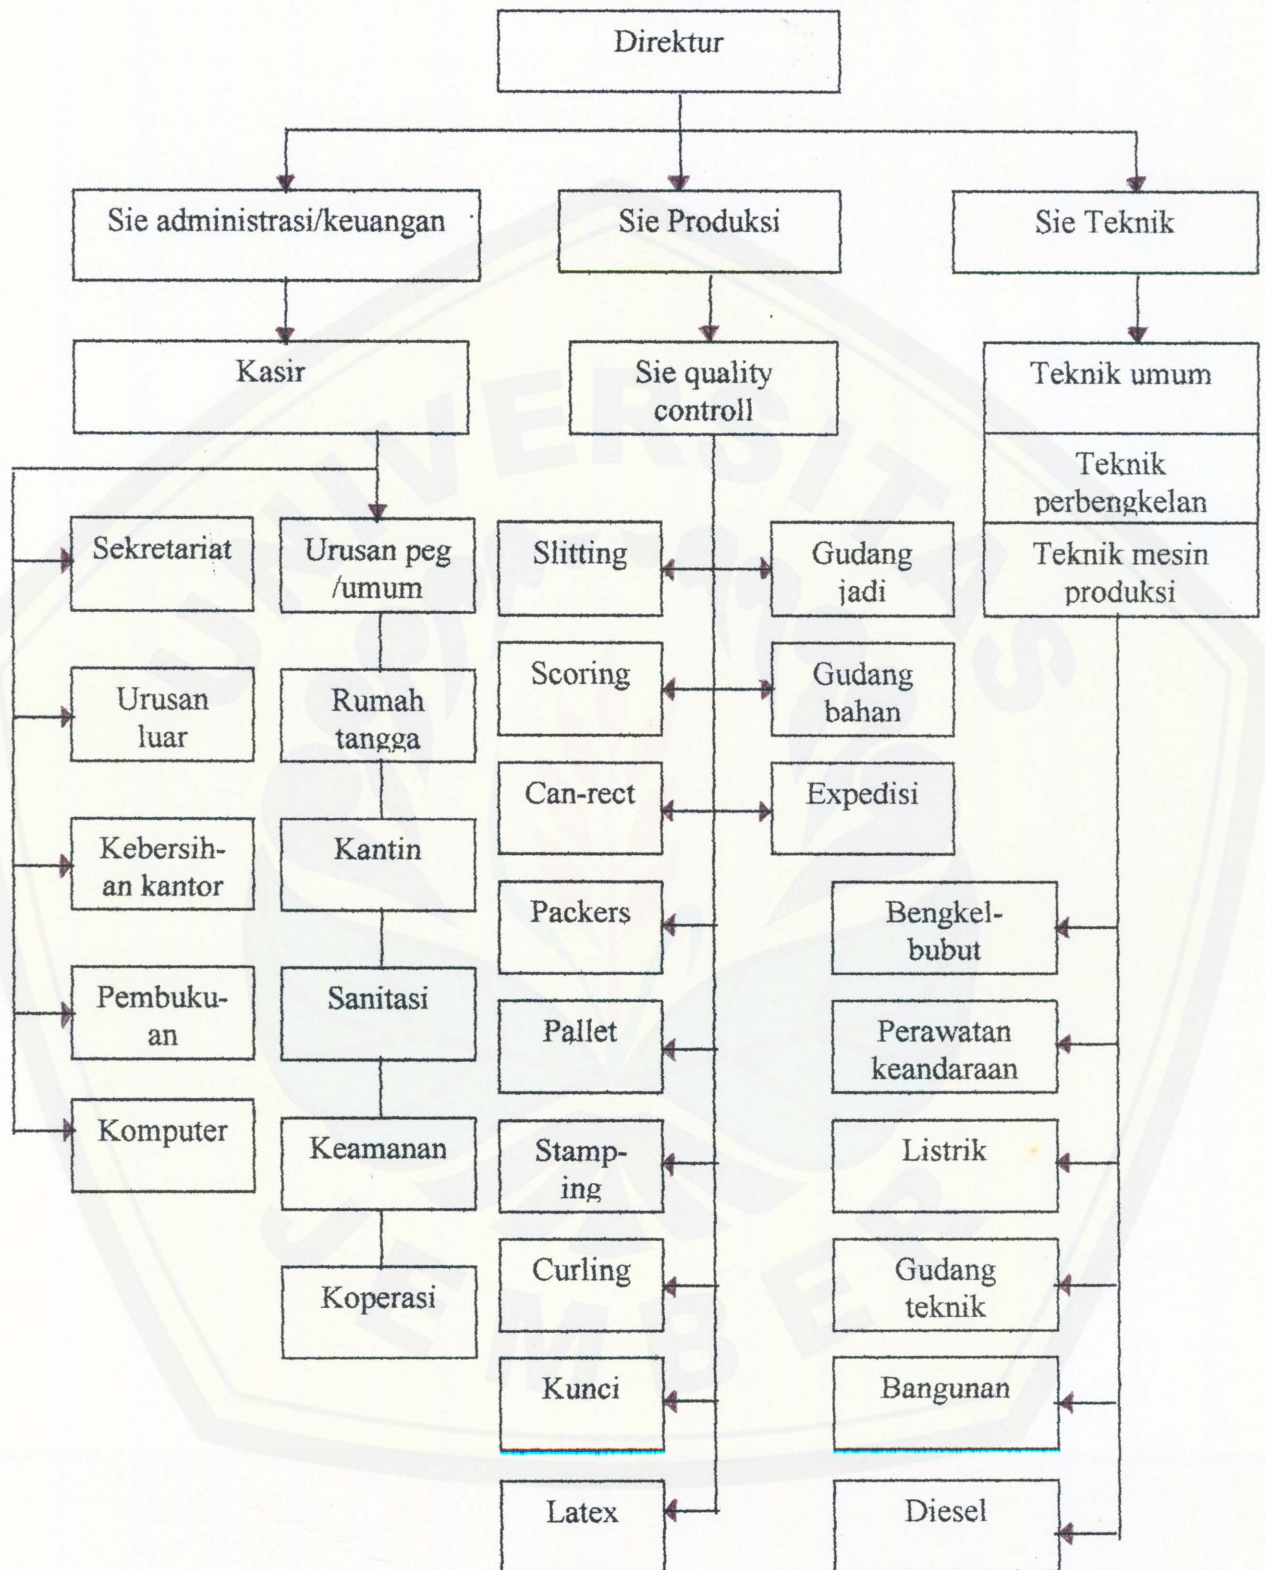 Direktur
Sie administrasi/keuangan
Sie Produksi
Sie Teknik
Kasir
Sie quality
controll
Teknik umum
Teknik
perbengkelan
Teknik mesin
produksi
Sekretariat
Urusan peg
/umum
Slitting
Gudang
jadi
Urusan
luar
Rumah
tangga
Scoring
Gudang
bahan
Can-rect
Expedisi
Kebersih-
an kantor
Kantin
Packers
Bengkel-
bubut
Pembuku-
an
Sanitasi
Pallet
Perawatan
keandaraan
Komputer
Keamanan
Stamp-
ing
Listrik
Koperasi
Curling
Gudang
teknik
Kunci
Bangunan
Latex
Diesel
UNIVERSITAS
JEMBER